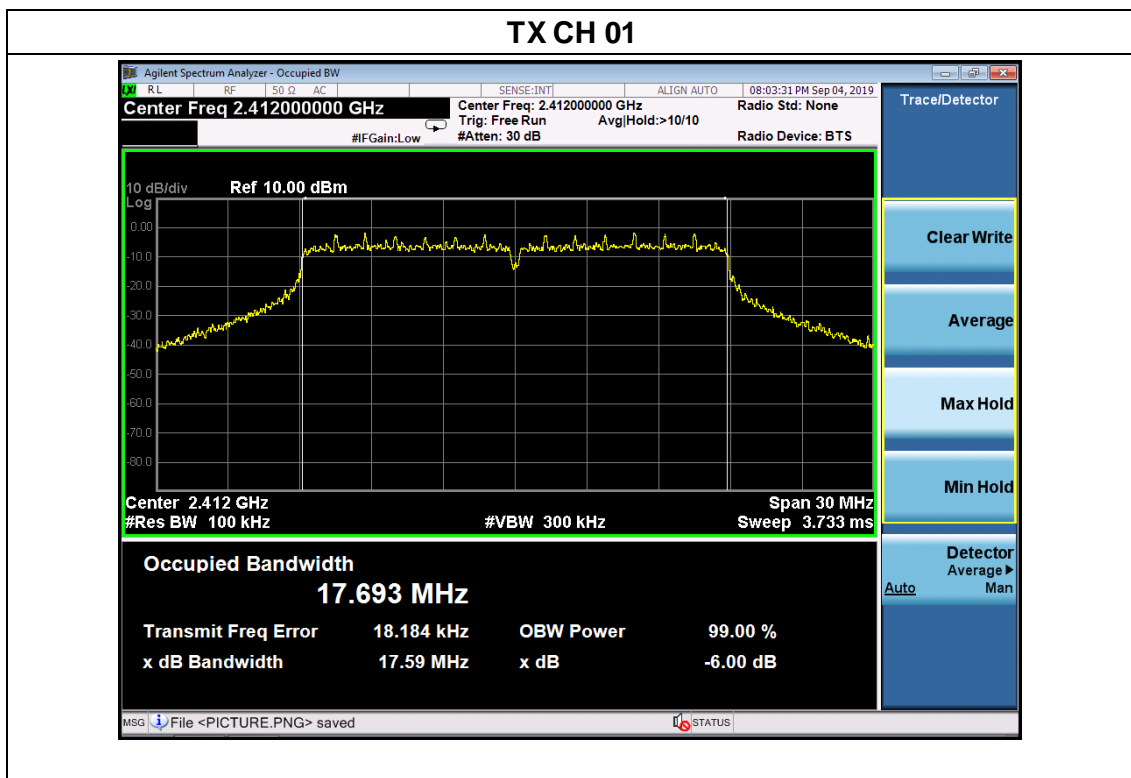 TX CH 01
Agilent Spectrum Analyzer - Occupied BW
LXI RL RF 50 Ω AC SENSE:INT ALIGN AUTO 08:03:31 PM Sep 04, 2019
Center Freq 2.412000000 GHz
Center Freq: 2.412000000 GHz
Radio Std: None
Trig: Free Run
Avg|Hold:>10/10
#IFGain:Low
#Atten: 30 dB
Radio Device: BTS
10 dB/div
Ref 10.00 dBm
Log
0.00
-10.0
-20.0
-30.0
-40.0
-50.0
-60.0
-70.0
-80.0
Center 2.412 GHz
Span 30 MHz
#Res BW 100 kHz
#VBW 300 kHz
Sweep 3.733 ms
Occupied Bandwidth
17.693 MHz
Transmit Freq Error 18.184 kHz OBW Power 99.00 %
x dB Bandwidth 17.59 MHz x dB -6.00 dB
MSG File <PICTURE.PNG> saved STATUS
Trace/Detector
Clear Write
Average
Max Hold
Min Hold
Detector
Average
Auto Man